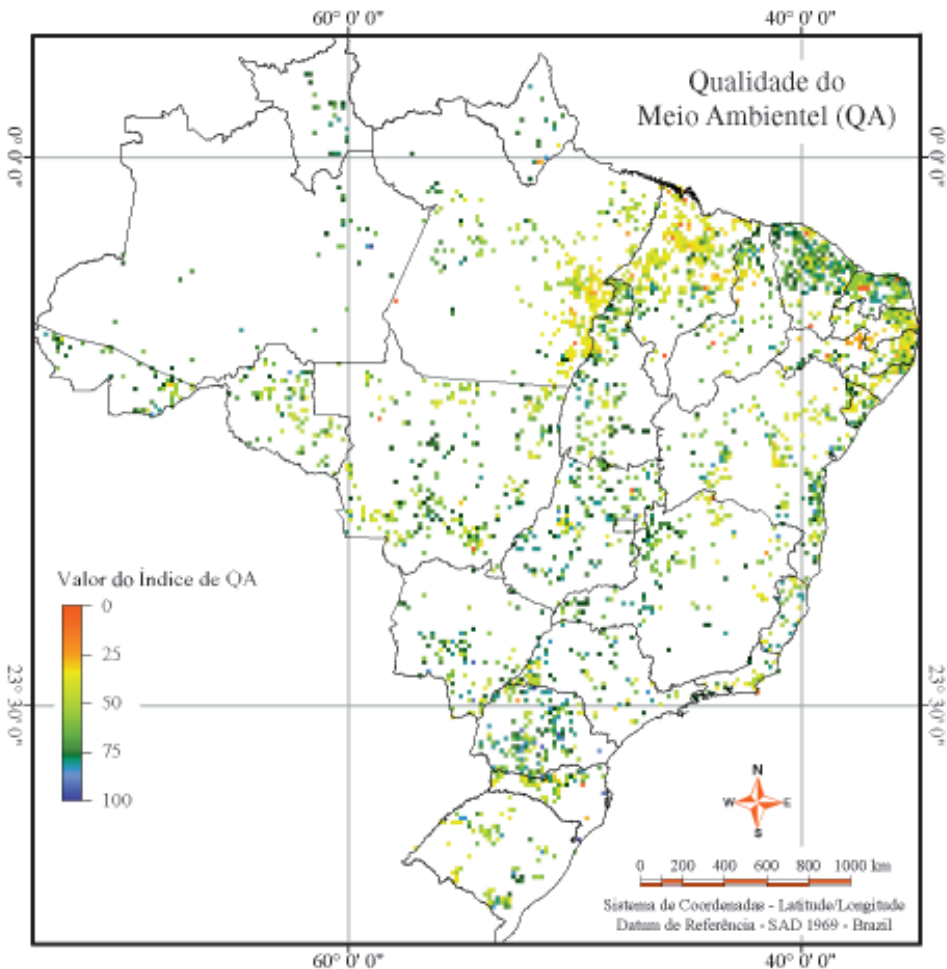 60° 0' 0"
40° 0' 0"
Qualidade do
Meio Ambientel (QA)
0° 0' 0"
0° 0' 0"
Valor do Índice de QA
0
25
50
75
100
23° 30' 0"
23° 30' 0"
N
W
E
S
0 200 400 600 800 1000 km
Sistema de Coordenadas - Latitude/Longitude
Datum de Referência - SAD 1969 - Brazil
60° 0' 0"
40° 0' 0"